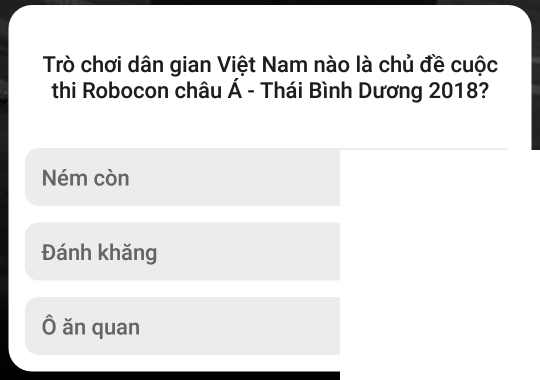 Trò chơi dân gian Việt Nam nào là chủ đề cuộc
thi Robocon châu Á - Thái Bình Dương 2018?
Ném còn
Đánh khăng
Ô ăn quan